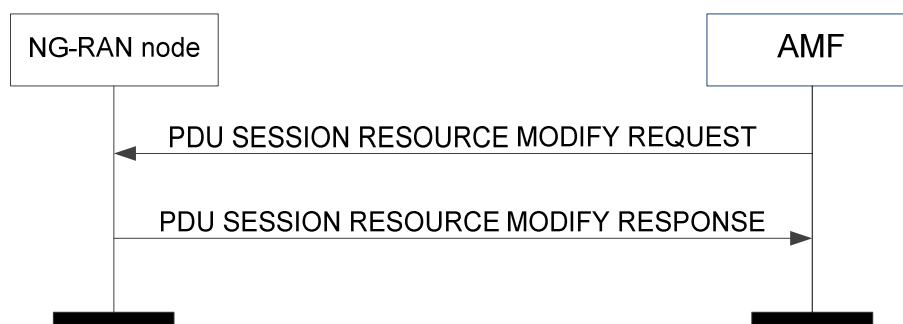 NG-RAN node
AMF
PDU SESSION RESOURCE MODIFY REQUEST
PDU SESSION RESOURCE MODIFY RESPONSE